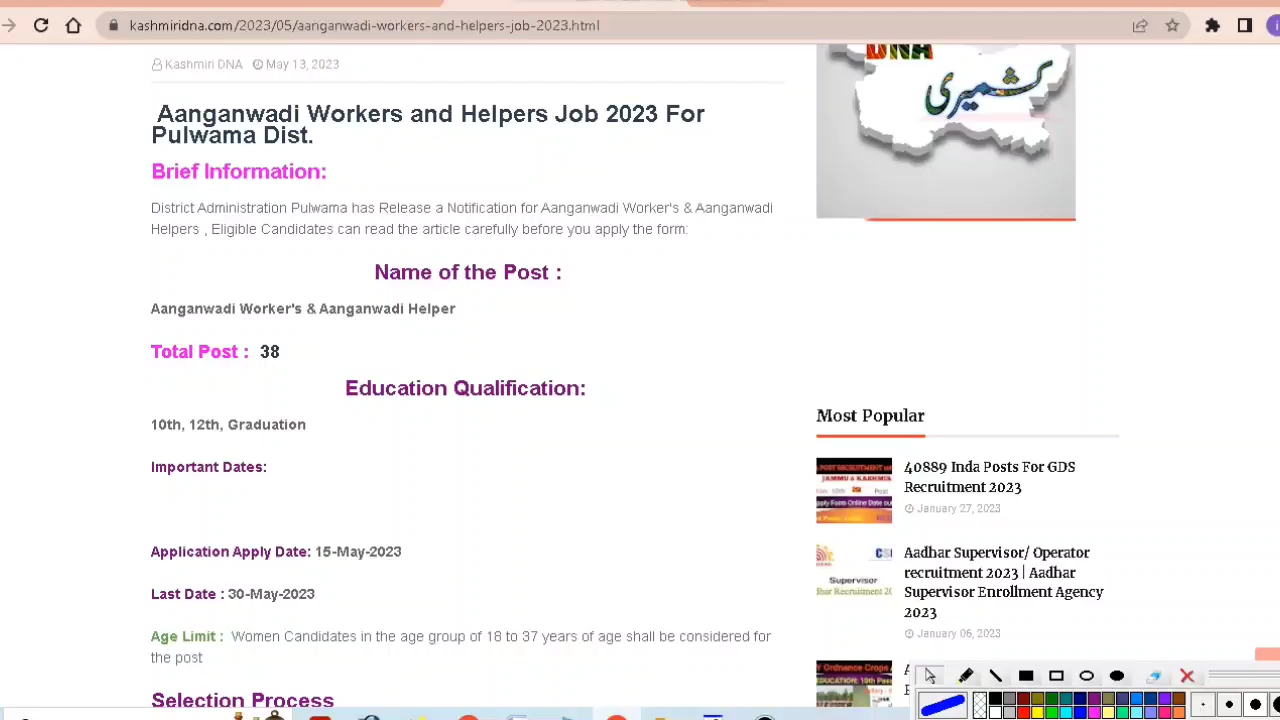 kashmiridna.com/2023/05/aanganwadi-workers-and-helpers-job-2023.html
Kashmiri DNA May 13, 2023
Aanganwadi Workers and Helpers Job 2023 For
Pulwama Dist.
Brief Information:
District Administration Pulwama has Release a Notification for Aanganwadi Worker's & Aanganwadi
Helpers , Eligible Candidates can read the article carefully before you apply the form:
Name of the Post :
Aanganwadi Worker's & Aanganwadi Helper
Total Post : 38
Education Qualification:
10th, 12th, Graduation
Important Dates:
Application Apply Date: 15-May-2023
Last Date : 30-May-2023
Age Limit : Women Candidates in the age group of 18 to 37 years of age shall be considered for
the post
Selection Process
DNA
کشمیری
Most Popular
JAMMU & KASHMIR
40889 Inda Posts For GDS
Recruitment 2023
January 27, 2023
Supervisor
Aadhar Supervisor/ Operator
recruitment 2023 | Aadhar
Supervisor Enrollment Agency
2023
January 06, 2023